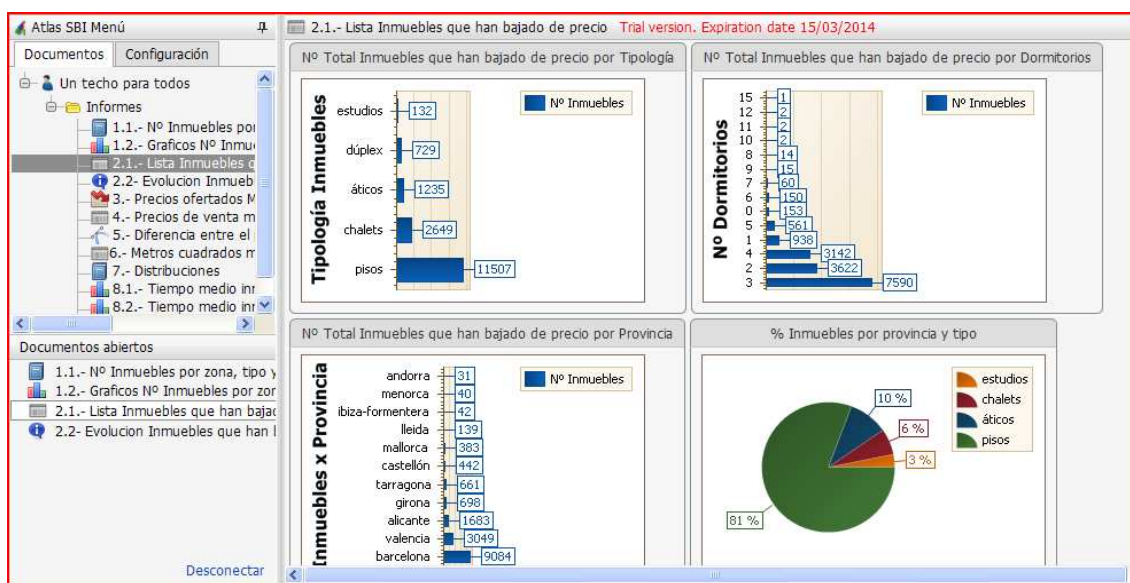 Atlas SBI Menú
Documentos Configuración
Un techo para todos
Informes
1.1.- Nº Inmuebles por
1.2.- Graficos Nº Inmu
2.1.- Lista Inmuebles
2.2- Evolucion Inmueb
3.- Precios ofertados M
4.- Precios de venta m
5.- Diferencia entre el
6.- Metros cuadrados m
7.- Distribuciones
8.1.- Tiempo medio inr
8.2.- Tiempo medio inr
Documentos abiertos
1.1.- Nº Inmuebles por zona, tipo y
1.2.- Graficos Nº Inmuebles por zor
2.1.- Lista Inmuebles que han bajac
2.2- Evolucion Inmuebles que han l
Desconectar
2.1.- Lista Inmuebles que han bajado de precio Trial version. Expiration date 15/03/2014
Nº Total Inmuebles que han bajado de precio por Tipología
Tipología Inmuebles
Nº Inmuebles
estudios 132
dúplex 729
áticos 1235
chalets 2649
pisos 11507
Nº Total Inmuebles que han bajado de precio por Dormitorios
Nº Dormitorios
Nº Inmuebles
15 1
12 2
11 2
10 2
8 14
9 15
7 60
6 150
0 153
5 561
1 938
4 3142
2 3622
3 7590
Nº Total Inmuebles que han bajado de precio por Provincia
Inmuebles x Provincia
Nº Inmuebles
andorra 31
menorca 40
ibiza-formentera 42
lleida 139
mallorca 383
castellón 442
tarragona 661
girona 698
alicante 1683
valencia 3049
barcelona 9084
% Inmuebles por provincia y tipo
estudios
chalets
áticos
pisos
10 %
6 %
3 %
81 %